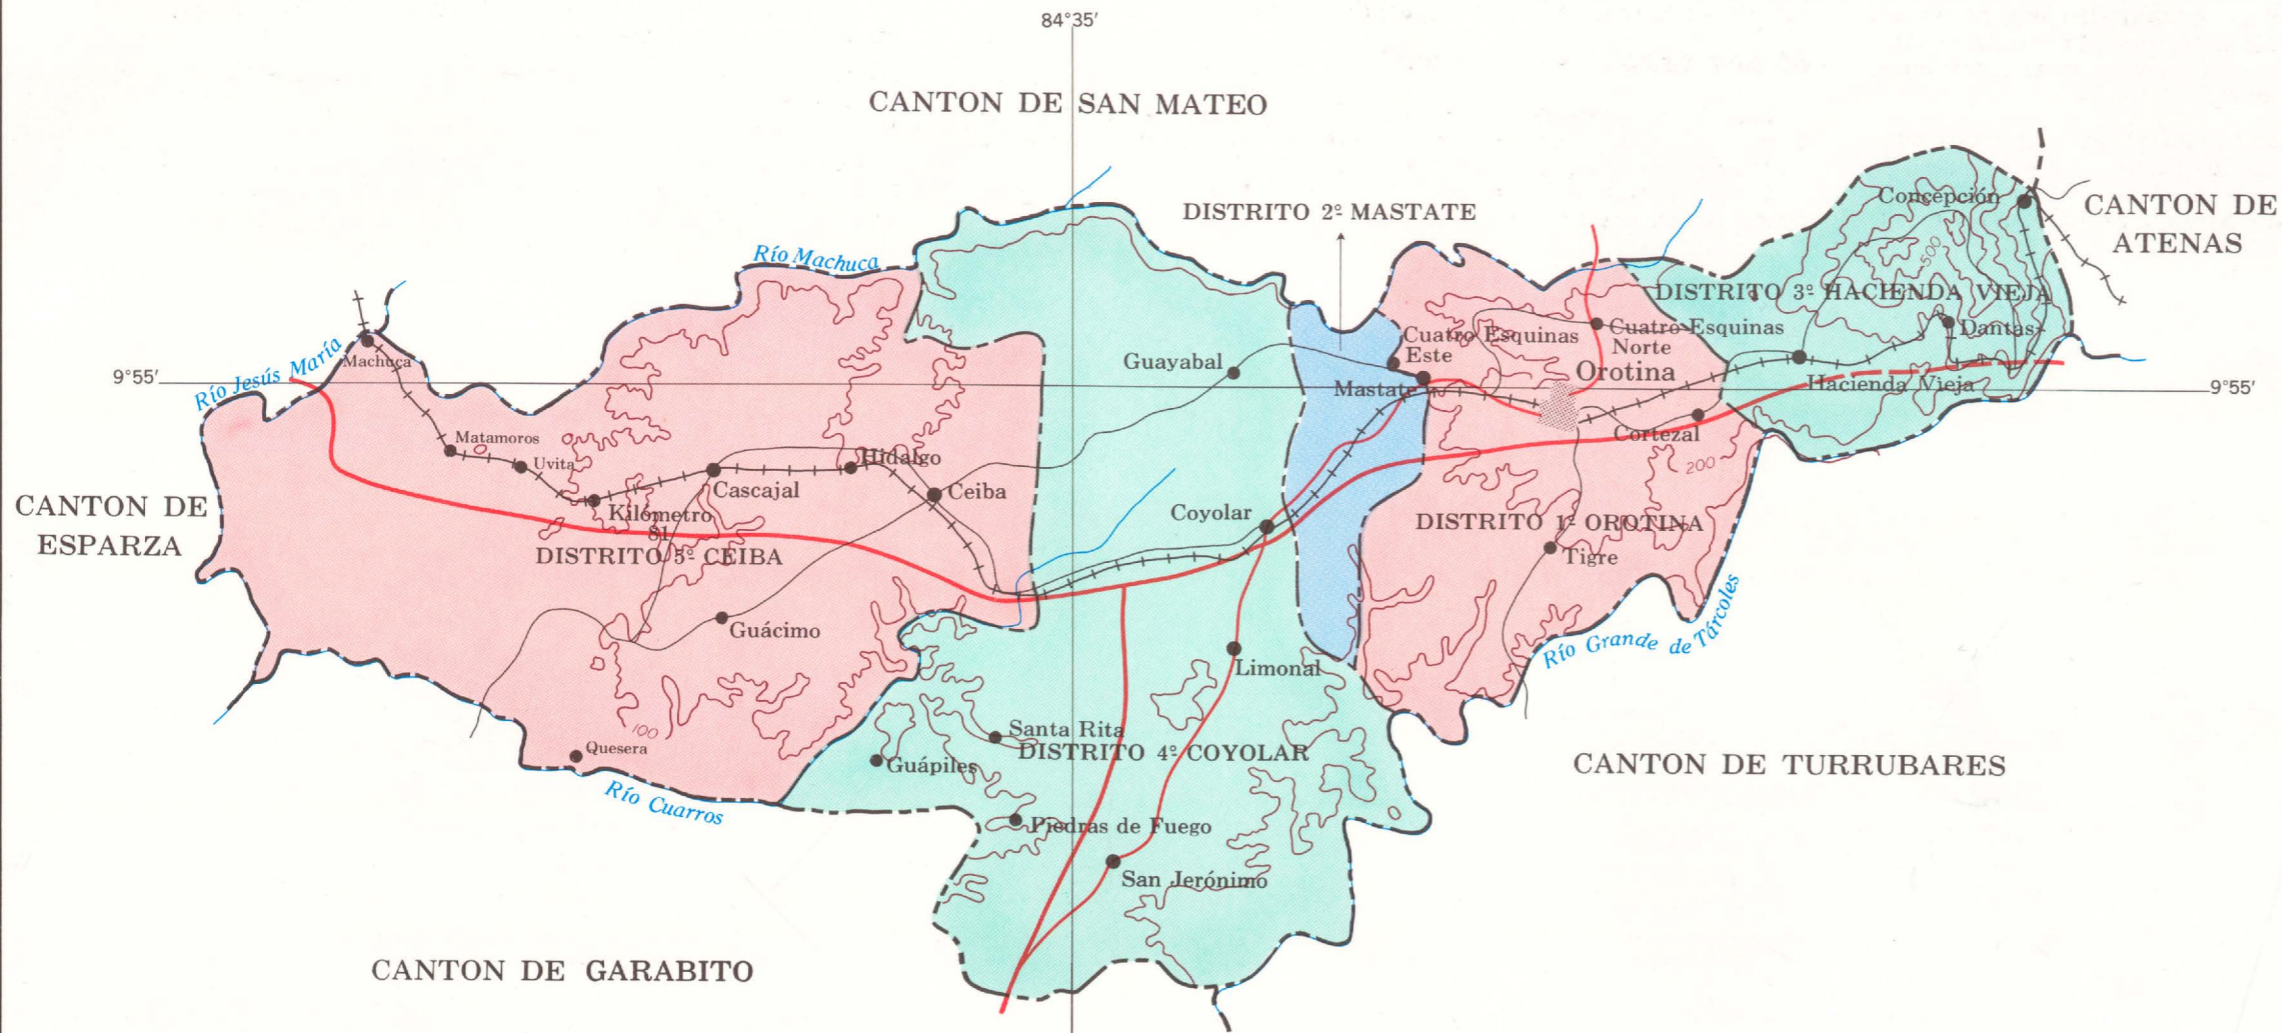 84°35′
CANTON DE SAN MATEO
DISTRITO 2º MASTATE
Concepción
CANTON DE
ATENAS
500
Río Machuca
DISTRITO 3º HACIENDA VIEJA
Cuatro Esquinas
Este
Cuatro Esquinas
Norte
Dantas
Río Jesús María
Machuca
Guayabal
Orotina
9°55′
Mastate
Hacienda Vieja
9°55′
Cortezal
Matamoros
Uvita
Hidalgo
200
Cascajal
Ceiba
CANTON DE
ESPARZA
Kilómetro
81
Coyolar
DISTRITO 1º OROTINA
DISTRITO 5º CEIBA
Tigre
Guácimo
Río Grande de Tárcoles
Limonal
100
Santa Rita
Quesera
DISTRITO 4º COYOLAR
Guápiles
CANTON DE TURRUBARES
Río Cuarros
Piedras de Fuego
San Jerónimo
CANTON DE GARABITO